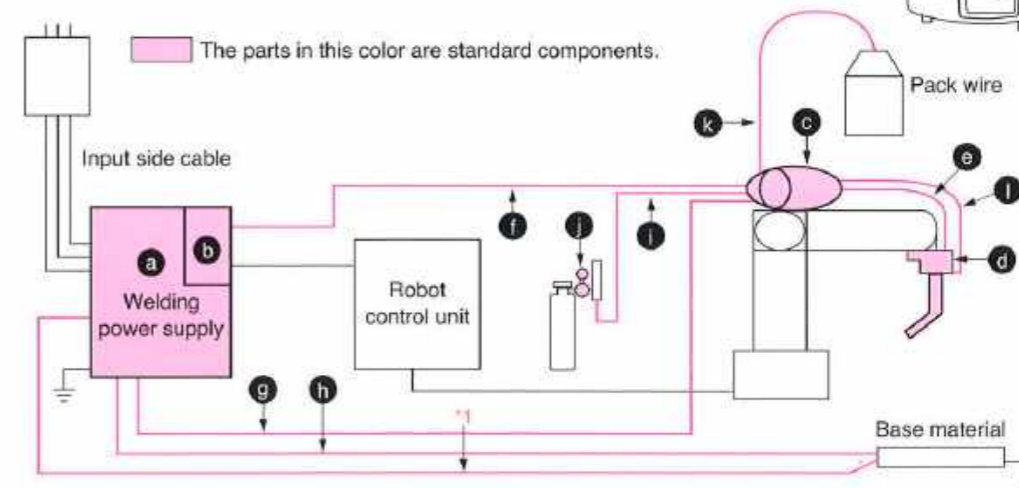 The parts in this color are standard components.
Pack wire
k
c
Input side cable
e
l
f
j
i
a
b
d
Welding
power supply
Robot
control unit
g
h
*1
Base material